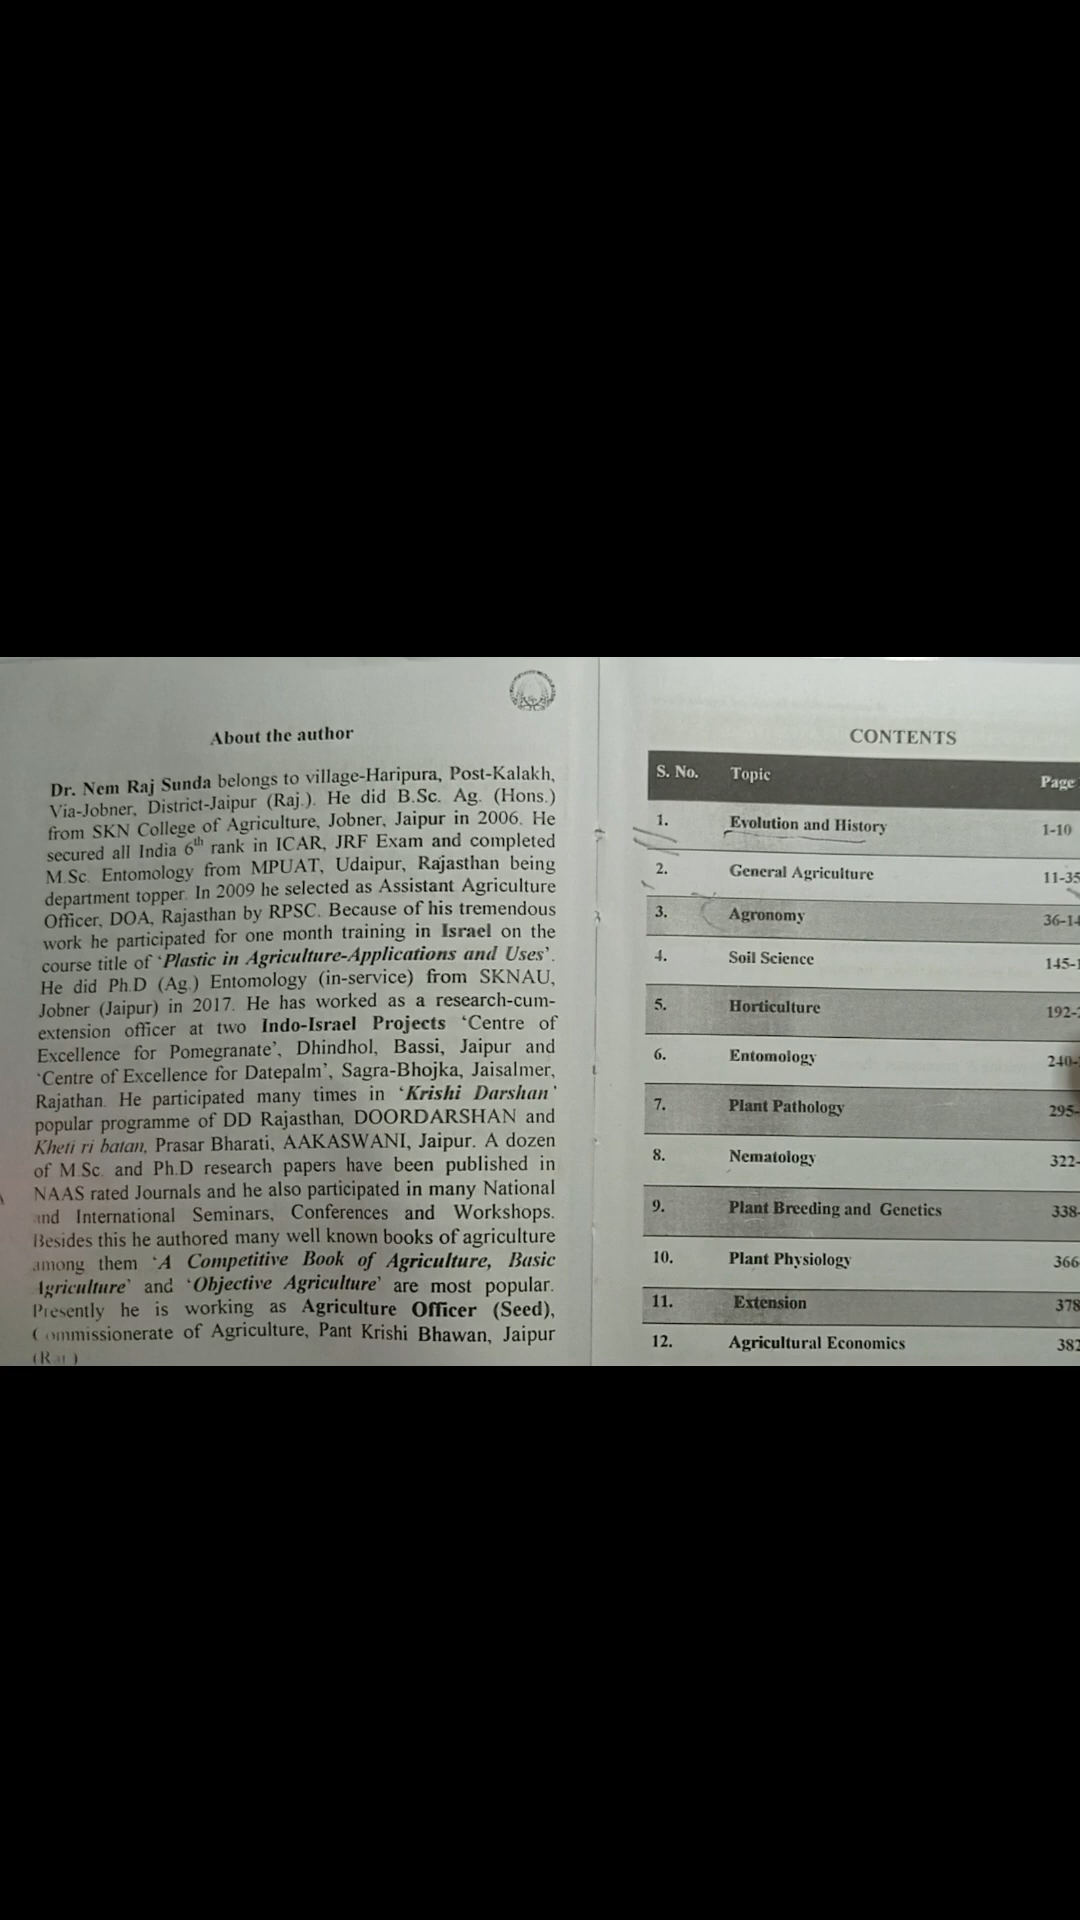 About the author
Dr. Nem Raj Sunda belongs to village-Haripura, Post-Kalakh,
Via-Jobner, District-Jaipur (Raj.). He did B.Sc. Ag. (Hons.)
from SKN College of Agriculture, Jobner, Jaipur in 2006. He
secured all India 6th rank in ICAR, JRF Exam and completed
M.Sc. Entomology from MPUAT, Udaipur, Rajasthan being
department topper. In 2009 he selected as Assistant Agriculture
Officer, DOA, Rajasthan by RPSC. Because of his tremendous
work he participated for one month training in Israel on the
course title of ‘Plastic in Agriculture-Applications and Uses’.
He did Ph.D (Ag.) Entomology (in-service) from SKNAU,
Jobner (Jaipur) in 2017. He has worked as a research-cum-
extension officer at two Indo-Israel Projects ‘Centre of
Excellence for Pomegranate’, Dhindhol, Bassi, Jaipur and
‘Centre of Excellence for Datepalm’, Sagra-Bhojka, Jaisalmer,
Rajathan. He participated many times in ‘Krishi Darshan’
popular programme of DD Rajasthan, DOORDARSHAN and
Kheti ri batan, Prasar Bharati, AAKASWANI, Jaipur. A dozen
of M.Sc. and Ph.D research papers have been published in
NAAS rated Journals and he also participated in many National
and International Seminars, Conferences and Workshops.
Besides this he authored many well known books of agriculture
among them ‘A Competitive Book of Agriculture, Basic
Agriculture’ and ‘Objective Agriculture’ are most popular.
Presently he is working as Agriculture Officer (Seed),
Commissionerate of Agriculture, Pant Krishi Bhawan, Jaipur
(Raj.)
CONTENTS
S. No. Topic Page
1. Evolution and History 1-10
2. General Agriculture 11-35
3. Agronomy 36-14
4. Soil Science 145-1
5. Horticulture 192-
6. Entomology 240-
7. Plant Pathology 295-
8. Nematology 322-
9. Plant Breeding and Genetics 338-
10. Plant Physiology 366
11. Extension 378
12. Agricultural Economics 382